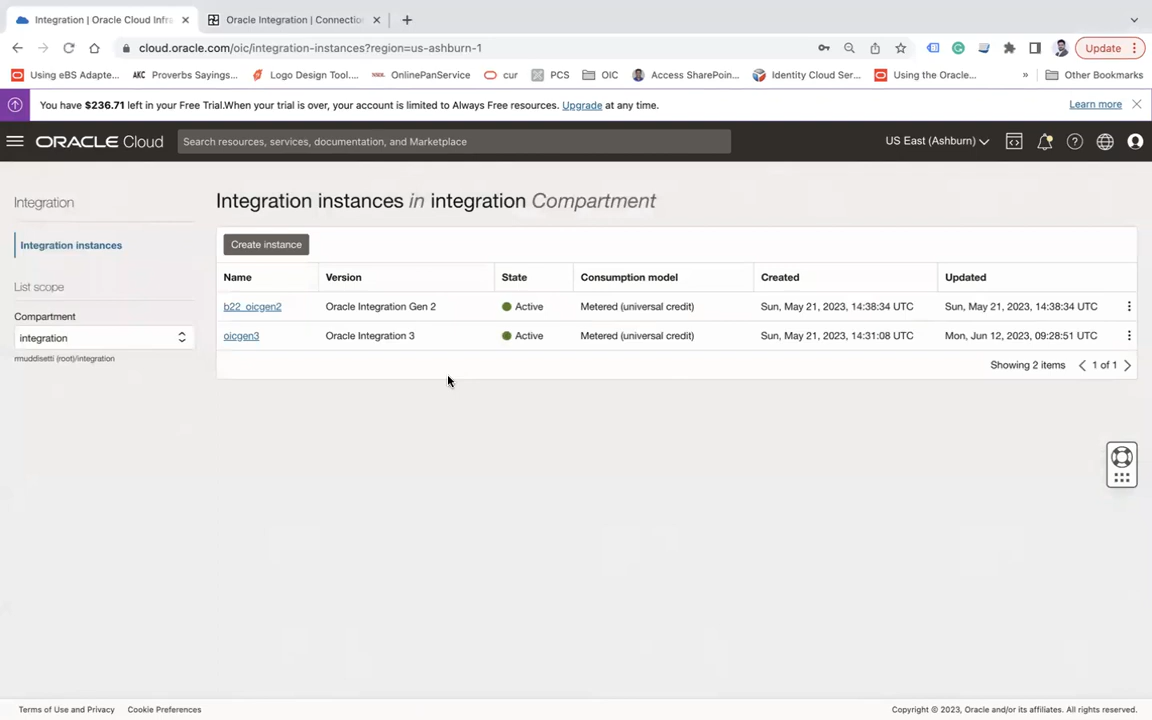 Integration | Oracle Cloud Infra
Oracle Integration | Connectio
cloud.oracle.com/oic/integration-instances?region=us-ashburn-1
Update
Using eBS Adapte...
AKC Proverbs Sayings...
Logo Design Tool....
OnlinePanService
cur
PCS
OIC
Access SharePoin...
Identity Cloud Ser...
Using the Oracle...
»
Other Bookmarks
You have $236.71 left in your Free Trial.When your trial is over, your account is limited to Always Free resources. Upgrade at any time.
Learn more
ORACLE Cloud
Search resources, services, documentation, and Marketplace
US East (Ashburn)
Integration
Integration instances in integration Compartment
Integration instances
Create instance
List scope
Name Version State Consumption model Created Updated
Compartment
b22_oicgen2 Oracle Integration Gen 2 Active Metered (universal credit) Sun, May 21, 2023, 14:38:34 UTC Sun, May 21, 2023, 14:38:34 UTC
integration
oicgen3 Oracle Integration 3 Active Metered (universal credit) Sun, May 21, 2023, 14:31:08 UTC Mon, Jun 12, 2023, 09:28:51 UTC
rmuddisetti (root)/integration
Showing 2 items 1 of 1
Terms of Use and Privacy Cookie Preferences
Copyright © 2023, Oracle and/or its affiliates. All rights reserved.